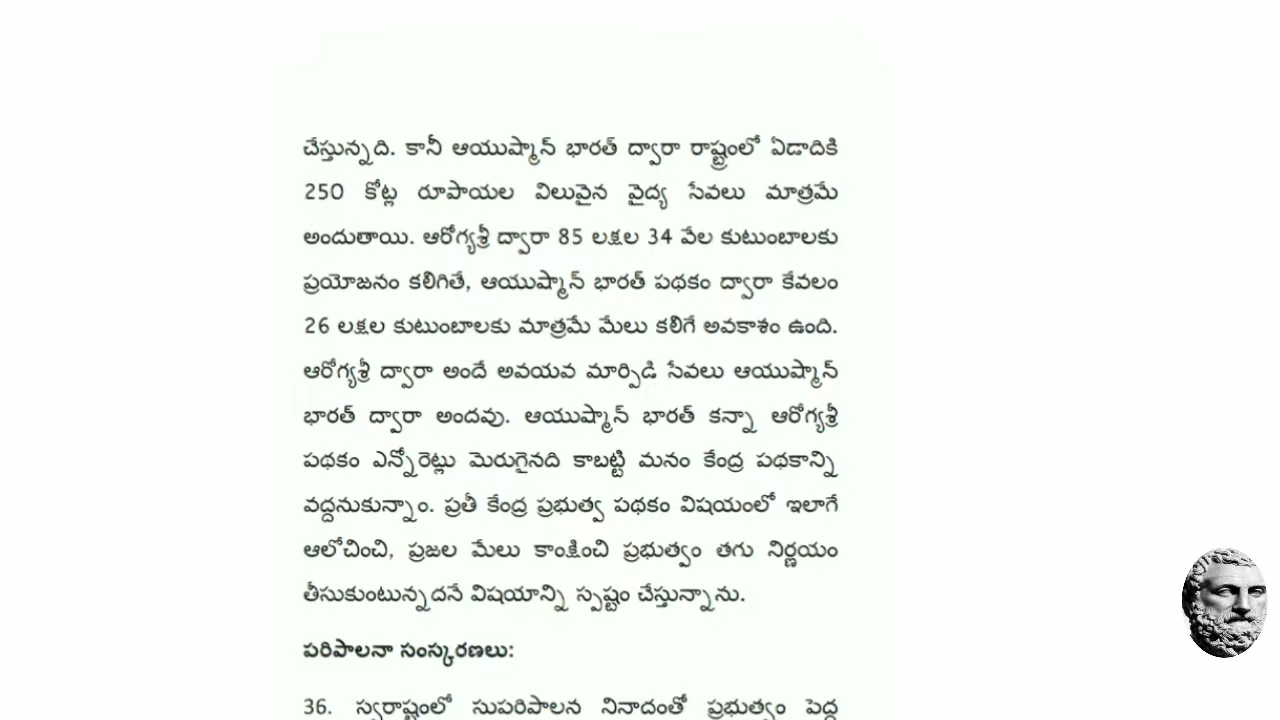 చేస్తున్నది. కానీ ఆయుష్మాన్ భారత్ ద్వారా రాష్ట్రంలో ఏడాదికి
250 కోట్ల రూపాయల విలువైన వైద్య సేవలు మాత్రమే
అందుతాయి. ఆరోగ్యశ్రీ ద్వారా 85 లక్షల 34 వేల కుటుంబాలకు
ప్రయోజనం కలిగితే, ఆయుష్మాన్ భారత్ పథకం ద్వారా కేవలం
26 లక్షల కుటుంబాలకు మాత్రమే మేలు కలిగే అవకాశం ఉంది.
ఆరోగ్యశ్రీ ద్వారా అందే అవయవ మార్పిడి సేవలు ఆయుష్మాన్
భారత్ ద్వారా అందవు. ఆయుష్మాన్ భారత్ కన్నా ఆరోగ్యశ్రీ
పథకం ఎన్నోరెట్లు మెరుగైనది కాబట్టి మనం కేంద్ర పథకాన్ని
వద్దనుకున్నాం. ప్రతీ కేంద్ర ప్రభుత్వ పథకం విషయంలో ఇలాగే
ఆలోచించి, ప్రజల మేలు కాంక్షించి ప్రభుత్వం తగు నిర్ణయం
తీసుకుంటున్నదనే విషయాన్ని స్పష్టం చేస్తున్నాను.
పరిపాలనా సంస్కరణలు:
36. స్వరాష్ట్రంలో సుపరిపాలన నినాదంతో ప్రభుత్వం పెద్ద